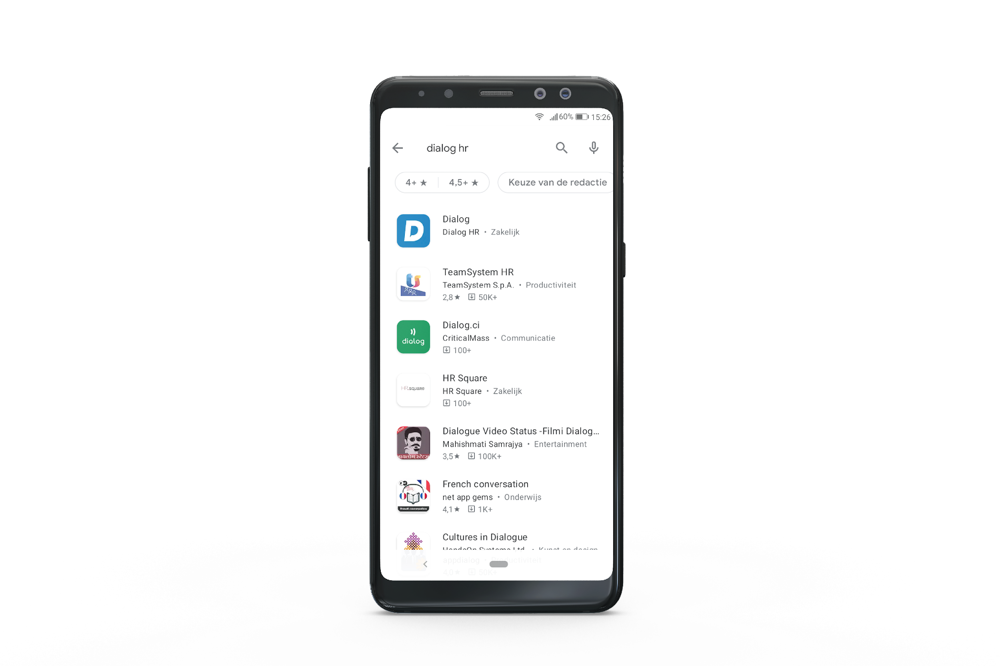 60% 15:26
dialog hr
4+ ★ 4,5+ ★ Keuze van de redactie
D
Dialog
Dialog HR • Zakelijk
TeamSystem HR
TeamSystem S.p.A. • Productiviteit
2,8 ★ 50K+
dialog
Dialog.ci
CriticalMass • Communicatie
100+
HR.square
HR Square
HR Square • Zakelijk
100+
Filmi
डायलॉग स्टेटस
Dialogue Video Status -Filmi Dialog...
Mahishmati Samrajya • Entertainment
3,5 ★ 100K+
French conversation
French conversation
net app gems • Onderwijs
4,1 ★ 1K+
Cultures in Dialogue
HandsOn Systems Ltd. • Kunst en design
appdialog • Productiviteit
4,0 ★ 50K+